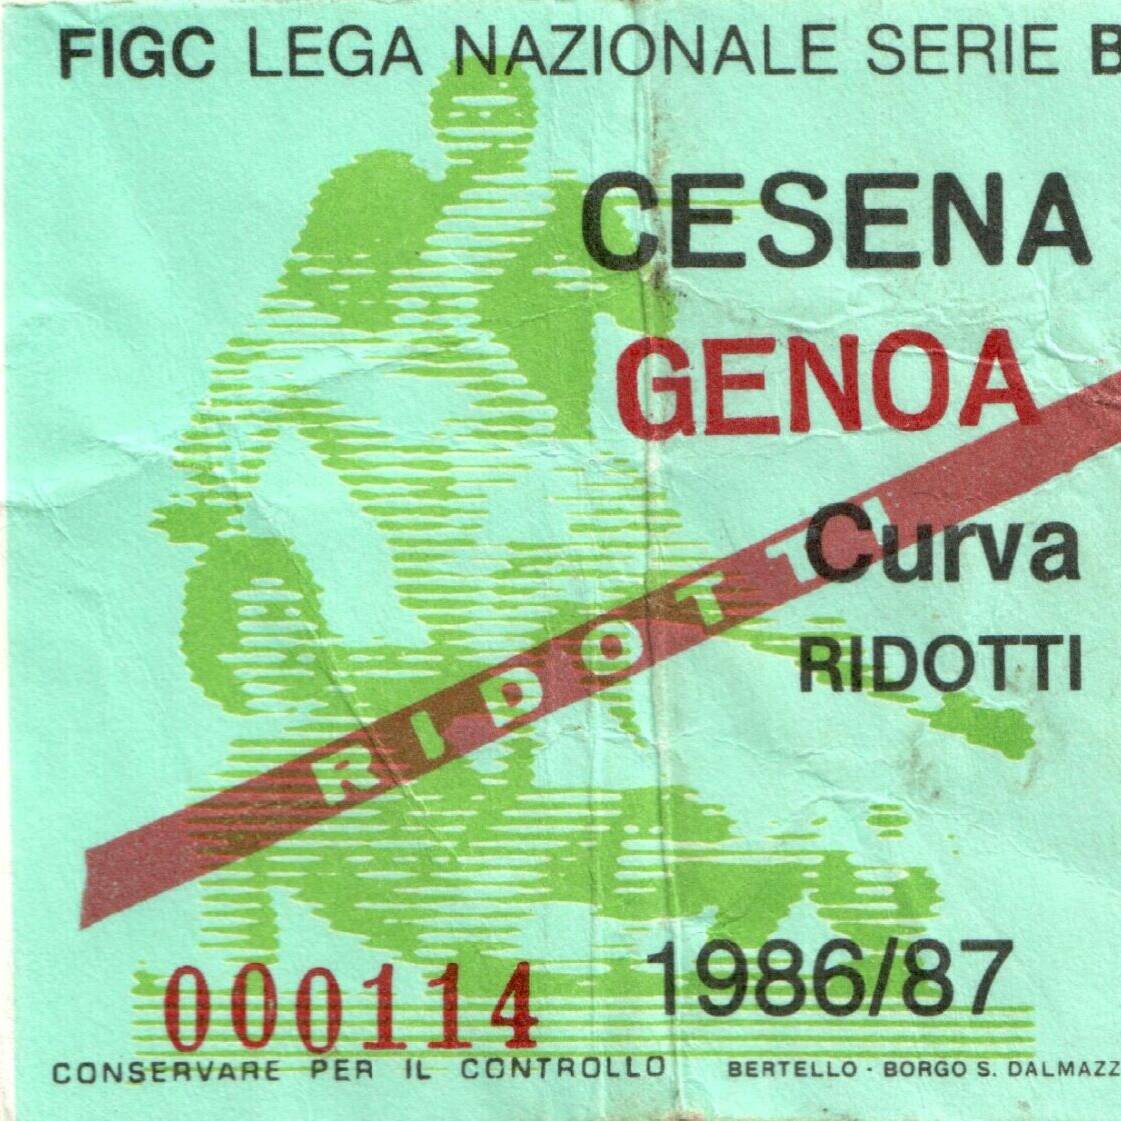 FIGC LEGA NAZIONALE SERIE B
CESENA
GENOA
RIDOTTI
Curva
RIDOTTI
1986/87
000114
CONSERVARE PER IL CONTROLLO
BERTELLO - BORGO S. DALMAZZ